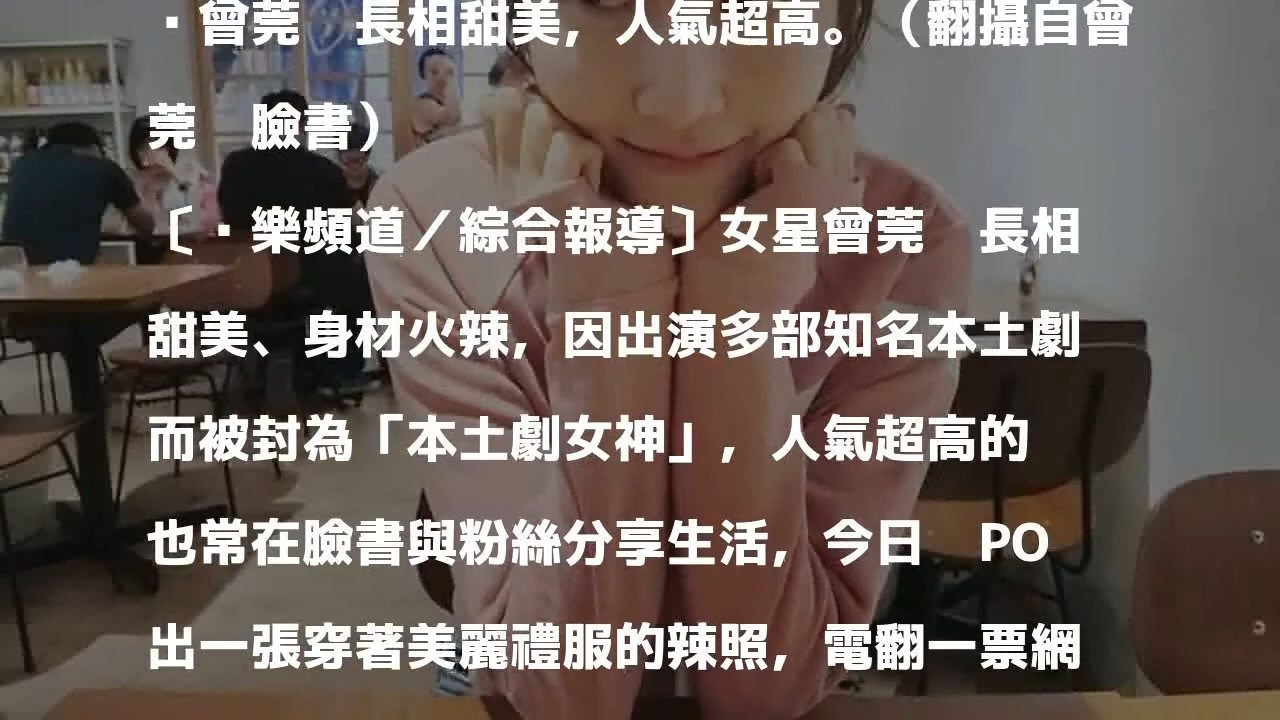 ▪曾莞　長相甜美，人氣超高。（翻攝自曾
莞　臉書）
〔▪樂頻道／綜合報導〕女星曾莞　長相
甜美、身材火辣，因出演多部知名本土劇
而被封為「本土劇女神」，人氣超高的
也常在臉書與粉絲分享生活，今日　PO
出一張穿著美麗禮服的辣照，電翻一票網